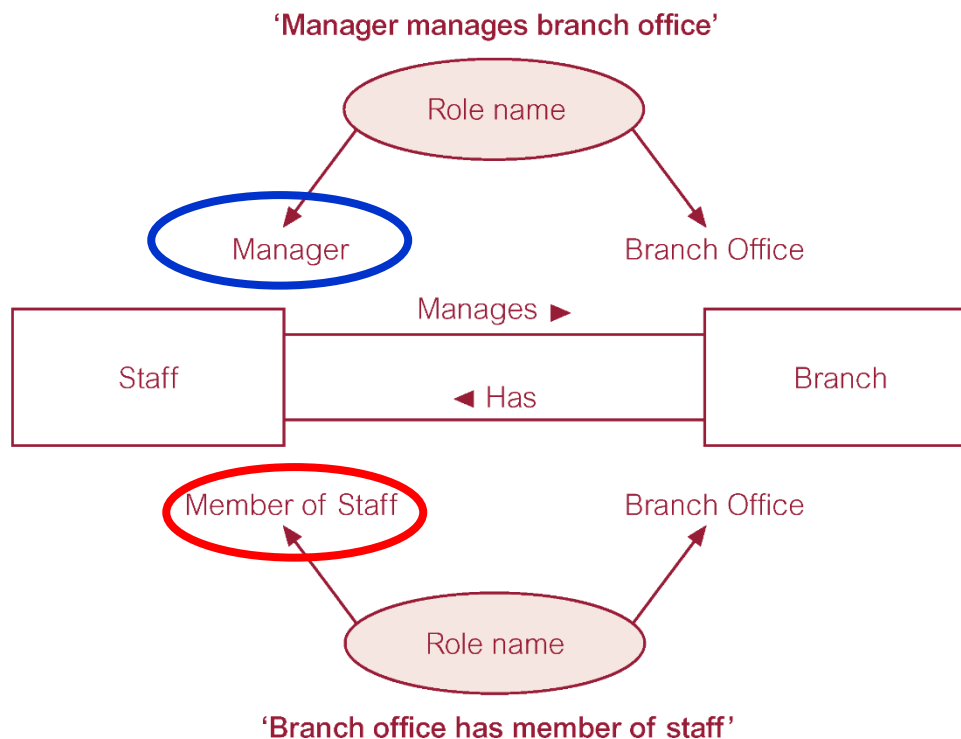 ‘Manager manages branch office’
Role name
Manager
Branch Office
Manages ►
Staff
Branch
◄ Has
Member of Staff
Branch Office
Role name
‘Branch office has member of staff’